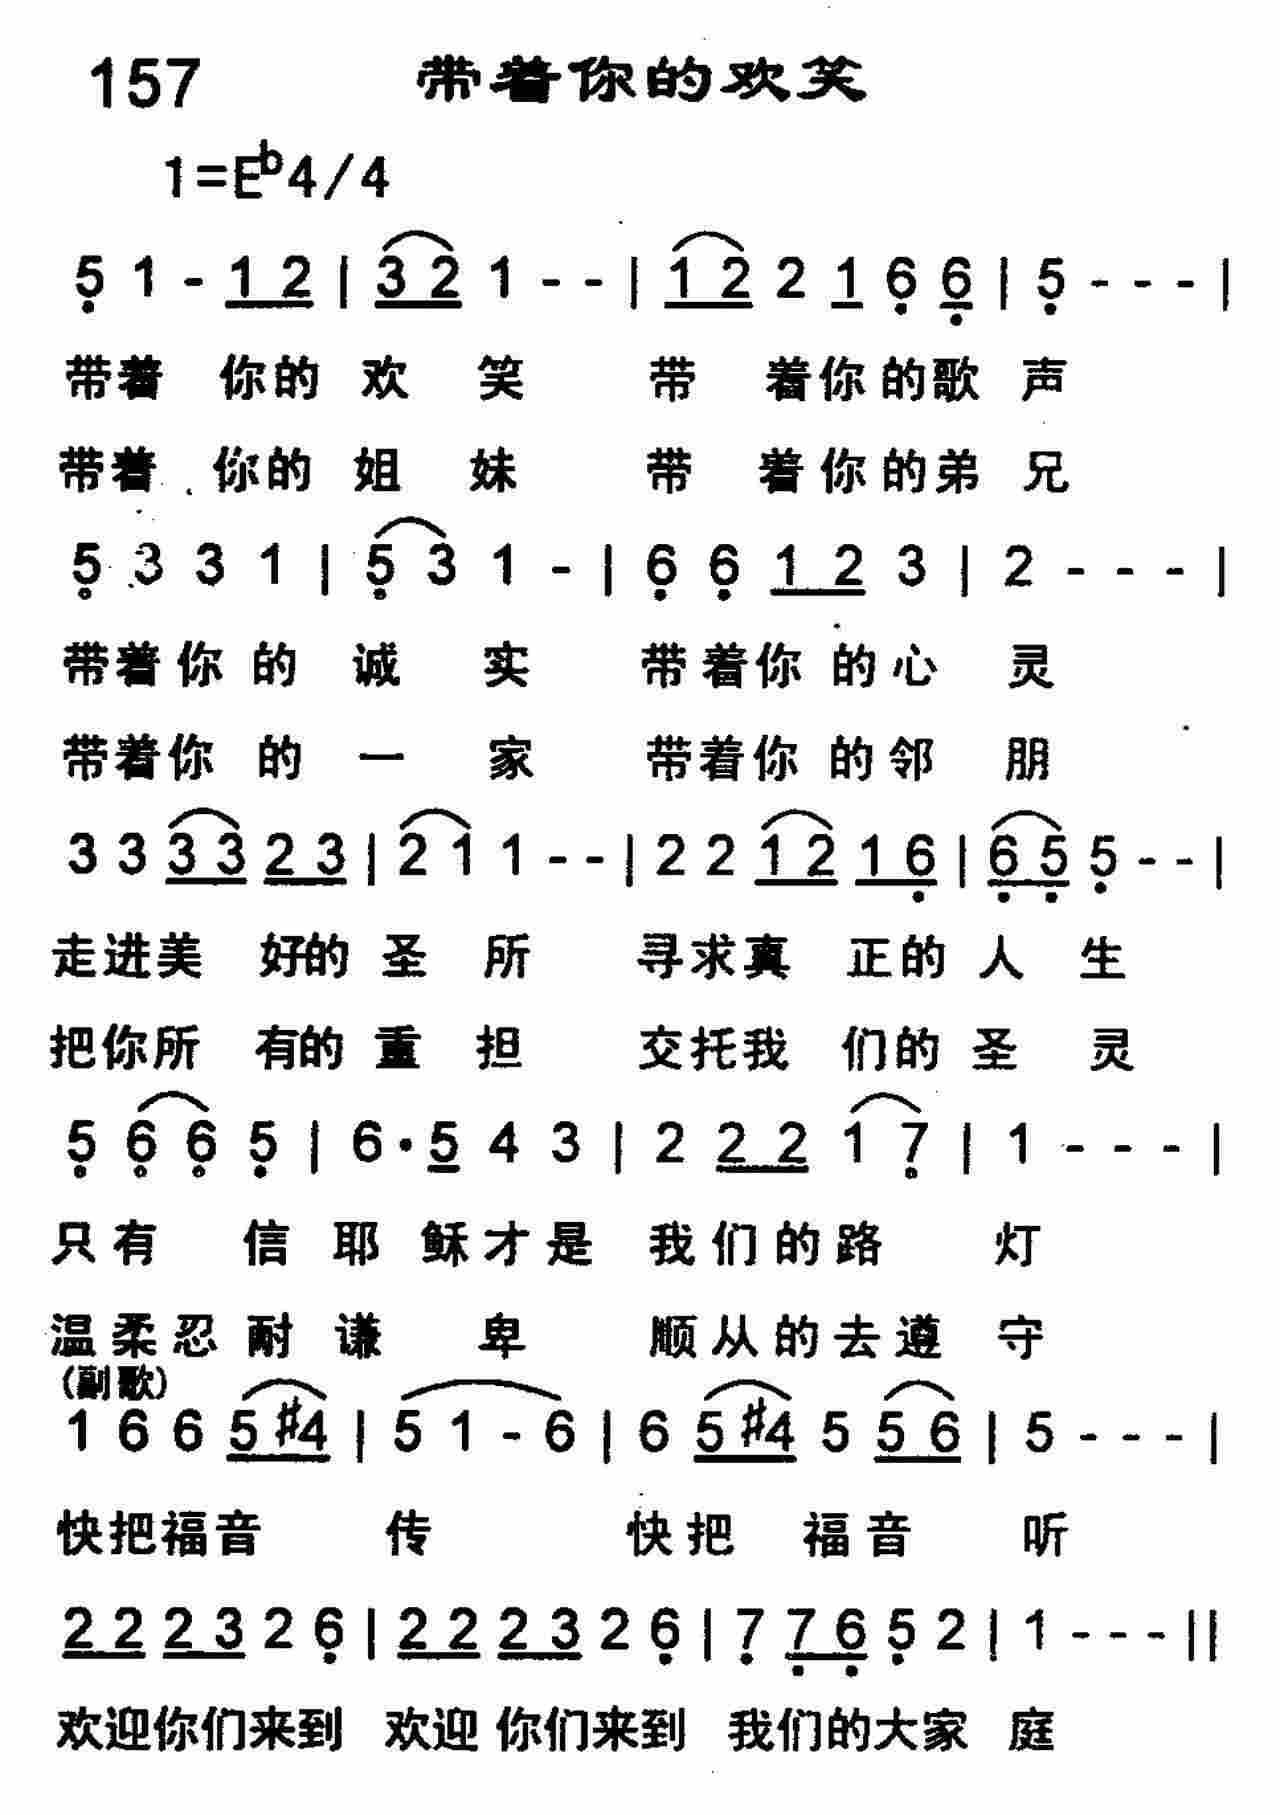 157 带着你的欢笑
1=E♭4/4
5̣ 1 - 1 2 | 3 2 1 - - | 1 2 2 1 6̣ 6̣ | 5̣ - - - |
带着 你的 欢 笑 带 着你的歌 声
带着 你的 姐 妹 带 着你的弟 兄
5̣ 3 3 1 | 5̣ 3 1 - | 6̣ 6̣ 1 2 3 | 2 - - - |
带着你 的 诚 实 带着你 的心 灵
带着你 的 一 家 带着你 的邻 朋
3 3 3 3 2 3 | 2 1 1 - - | 2 2 1 2 1 6̣ | 6̣ 5̣ 5̣ - - |
走进美 好的 圣 所 寻求真 正的 人 生
把你所 有的 重 担 交托我 们的 圣 灵
5̣ 6̣ 6̣ 5̣ | 6·5 4 3 | 2 2 2 1 7̣ | 1 - - - |
只有 信 耶 稣才是 我们的路 灯
温柔忍耐 谦 卑 顺从的去遵 守
(副歌)
1 6 6 5 #4 | 5 1 - 6 | 6 5 #4 5 5 6 | 5 - - - |
快把福音 传 快把 福音 听
2 2 2 3 2 6̣ | 2 2 2 3 2 6̣ | 7̣ 7̣ 6̣ 5̣ 2 | 1 - - - ||
欢迎你们来到 欢迎 你们来到 我们的大家 庭